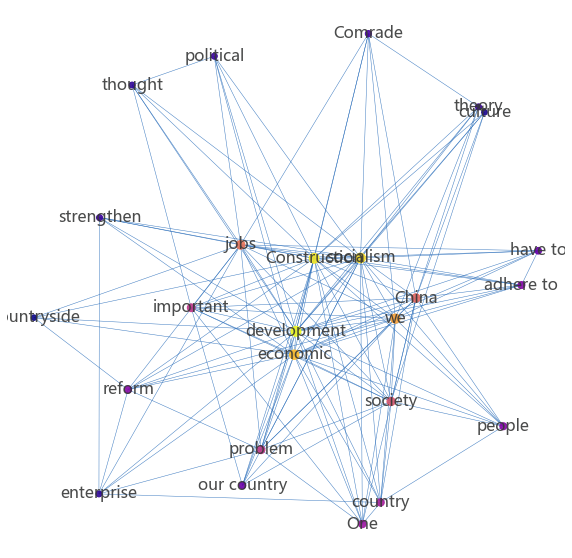 Comrade
political
thought
theory
culture
strengthen
jobs
Construction
socialism
have to
adhere to
China
important
we
ountryside
development
economic
reform
society
people
problem
our country
enterprise
country
One